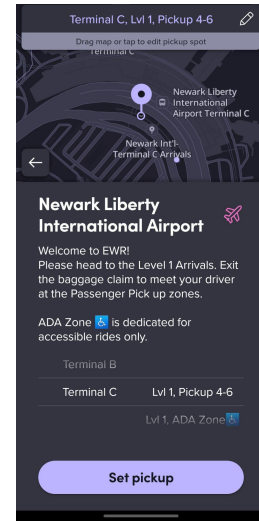 Terminal C, Lvl 1, Pickup 4-6
Drag map or tap to edit pickup spot
Terminal C
Newark Liberty
International
Airport Terminal C
Newark Int'l-
Terminal C Arrivals
Newark Liberty
International Airport
Welcome to EWR!
Please head to the Level 1 Arrivals. Exit
the baggage claim to meet your driver
at the Passenger Pick up zones.
ADA Zone ♿ is dedicated for
accessible rides only.
Terminal B
Terminal C Lvl 1, Pickup 4-6
Lvl 1, ADA Zone♿
Set pickup